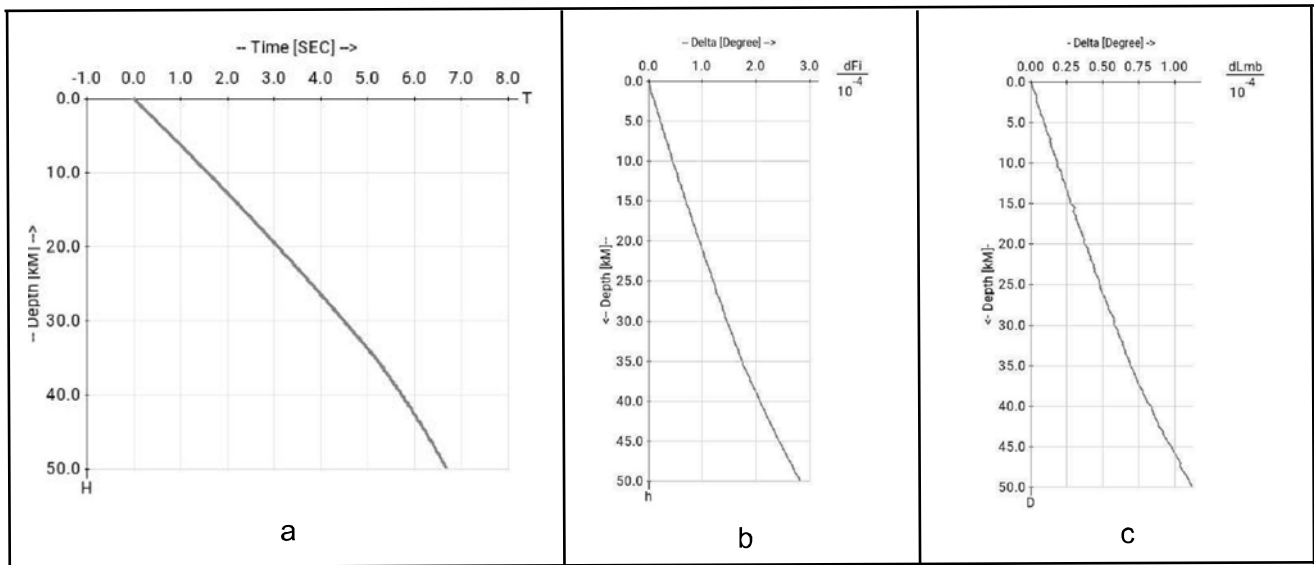 -- Time [SEC] -->
-1.0 0.0 1.0 2.0 3.0 4.0 5.0 6.0 7.0 8.0
T
0.0
10.0
20.0
30.0
40.0
50.0
-- Depth [KM] -->
H
a
-- Delta [Degree] -->
0.0 1.0 2.0 3.0
dFi
10-4
0.0
5.0
10.0
15.0
20.0
25.0
30.0
35.0
40.0
45.0
50.0
<- Depth [kM]--
h
b
- Delta [Degree] ->
0.00 0.25 0.50 0.75 1.00
dLmb
10-4
0.0
5.0
10.0
15.0
20.0
25.0
30.0
35.0
40.0
45.0
50.0
<- Depth [kM]-
D
c